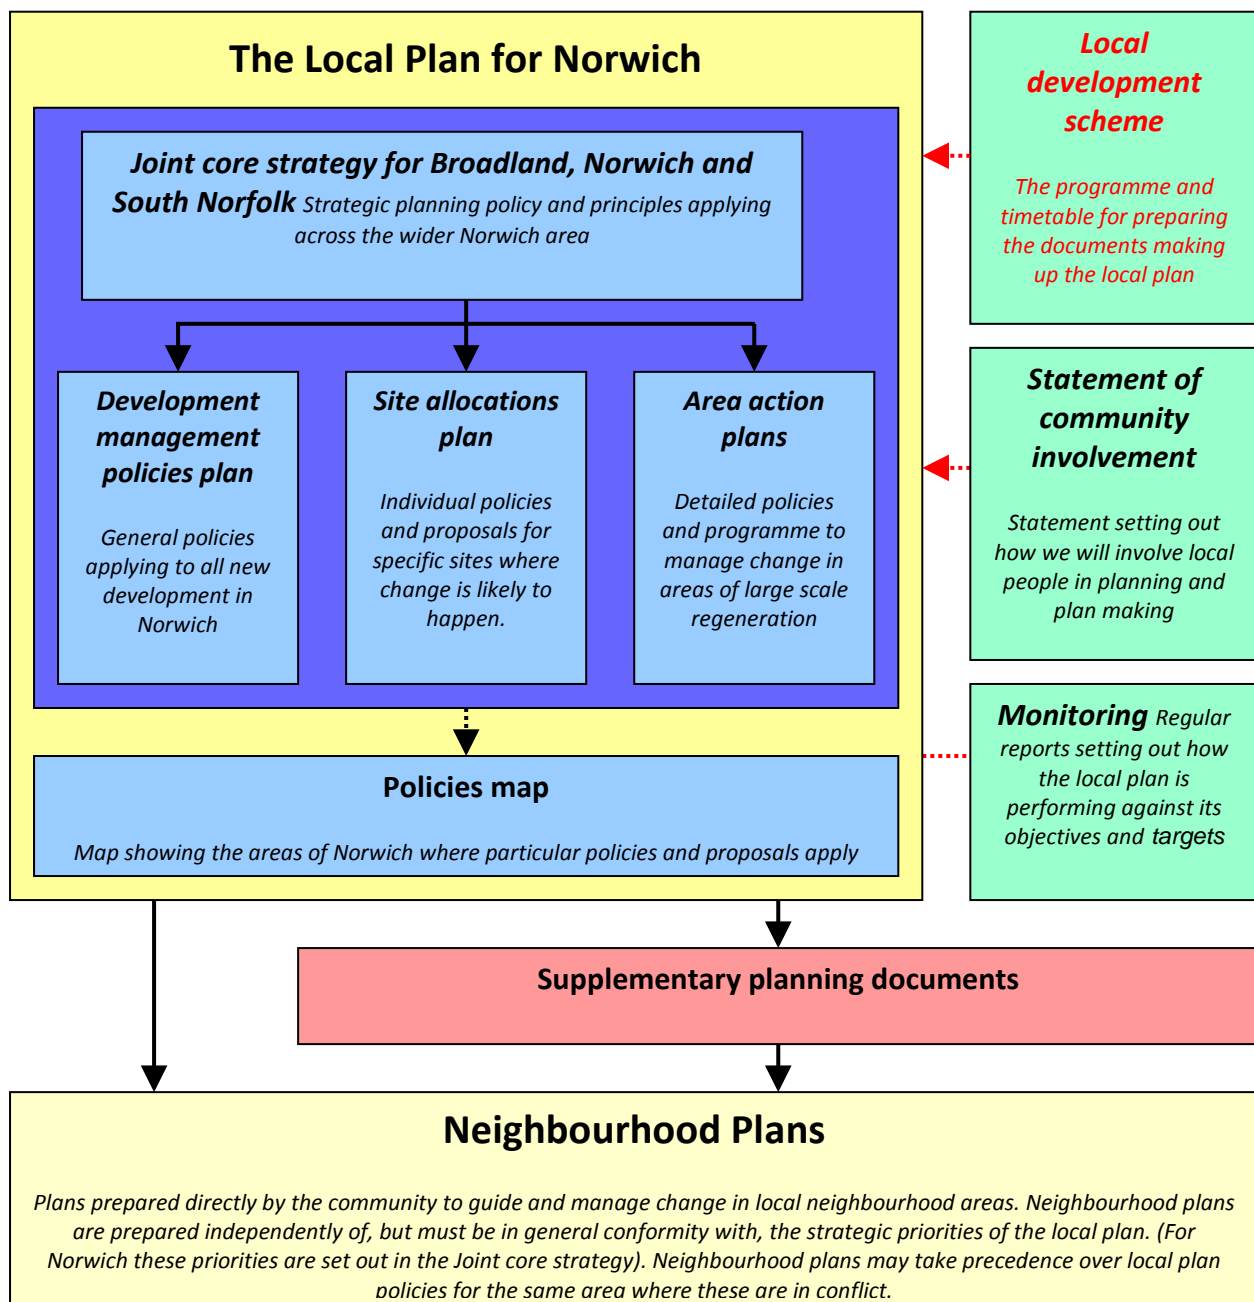 The Local Plan for Norwich
Joint core strategy for Broadland, Norwich and
South Norfolk Strategic planning policy and principles applying
across the wider Norwich area
Development
management
policies plan
General policies
applying to all new
development in
Norwich
Site allocations
plan
Individual policies
and proposals for
specific sites where
change is likely to
happen.
Area action
plans
Detailed policies
and programme to
manage change in
areas of large scale
regeneration
Policies map
Map showing the areas of Norwich where particular policies and proposals apply
Local
development
scheme
The programme and
timetable for preparing
the documents making
up the local plan
Statement of
community
involvement
Statement setting out
how we will involve local
people in planning and
plan making
Monitoring Regular
reports setting out how
the local plan is
performing against its
objectives and targets
Supplementary planning documents
Neighbourhood Plans
Plans prepared directly by the community to guide and manage change in local neighbourhood areas. Neighbourhood plans
are prepared independently of, but must be in general conformity with, the strategic priorities of the local plan. (For
Norwich these priorities are set out in the Joint core strategy). Neighbourhood plans may take precedence over local plan
policies for the same area where these are in conflict.